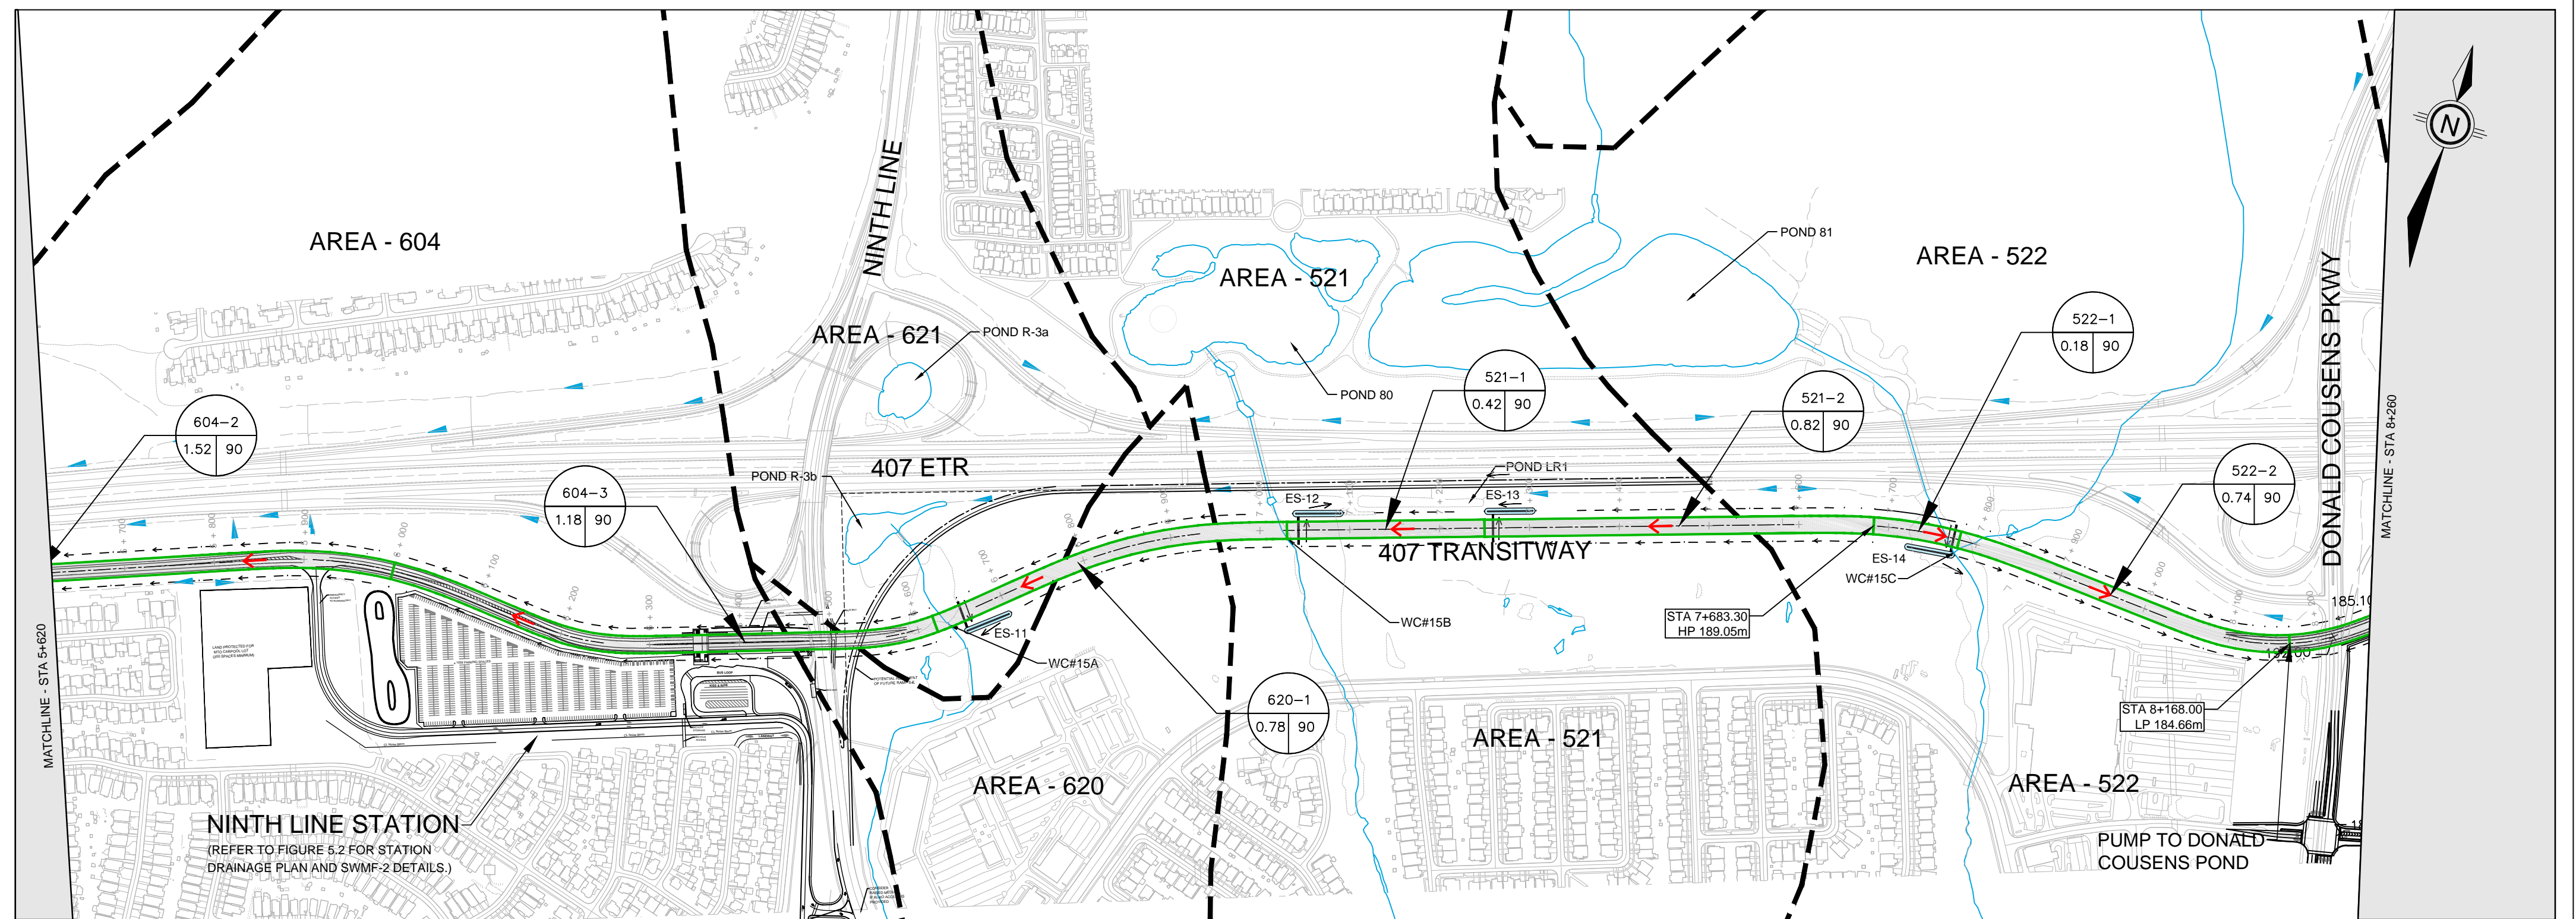 AREA - 604
NINTH LINE
AREA - 621
POND R-3a
AREA - 521
POND 80
POND 81
AREA - 522
DONALD COUSENS PKWY
N
MATCHLINE - STA 5+620
MATCHLINE - STA 8+260
604-2
1.52 90
604-3
1.18 90
POND R-3b
407 ETR
521-1
0.42 90
521-2
0.82 90
522-1
0.18 90
522-2
0.74 90
POND LR1
ES-12
ES-13
407 TRANSITWAY
ES-14
WC#15C
ES-11
WC#15A
WC#15B
STA 7+683.30
HP 189.05m
620-1
0.78 90
STA 8+168.00
LP 184.66m
AREA - 620
AREA - 521
AREA - 522
NINTH LINE STATION
(REFER TO FIGURE 5.2 FOR STATION
DRAINAGE PLAN AND SWMF-2 DETAILS.)
PUMP TO DONALD
COUSENS POND